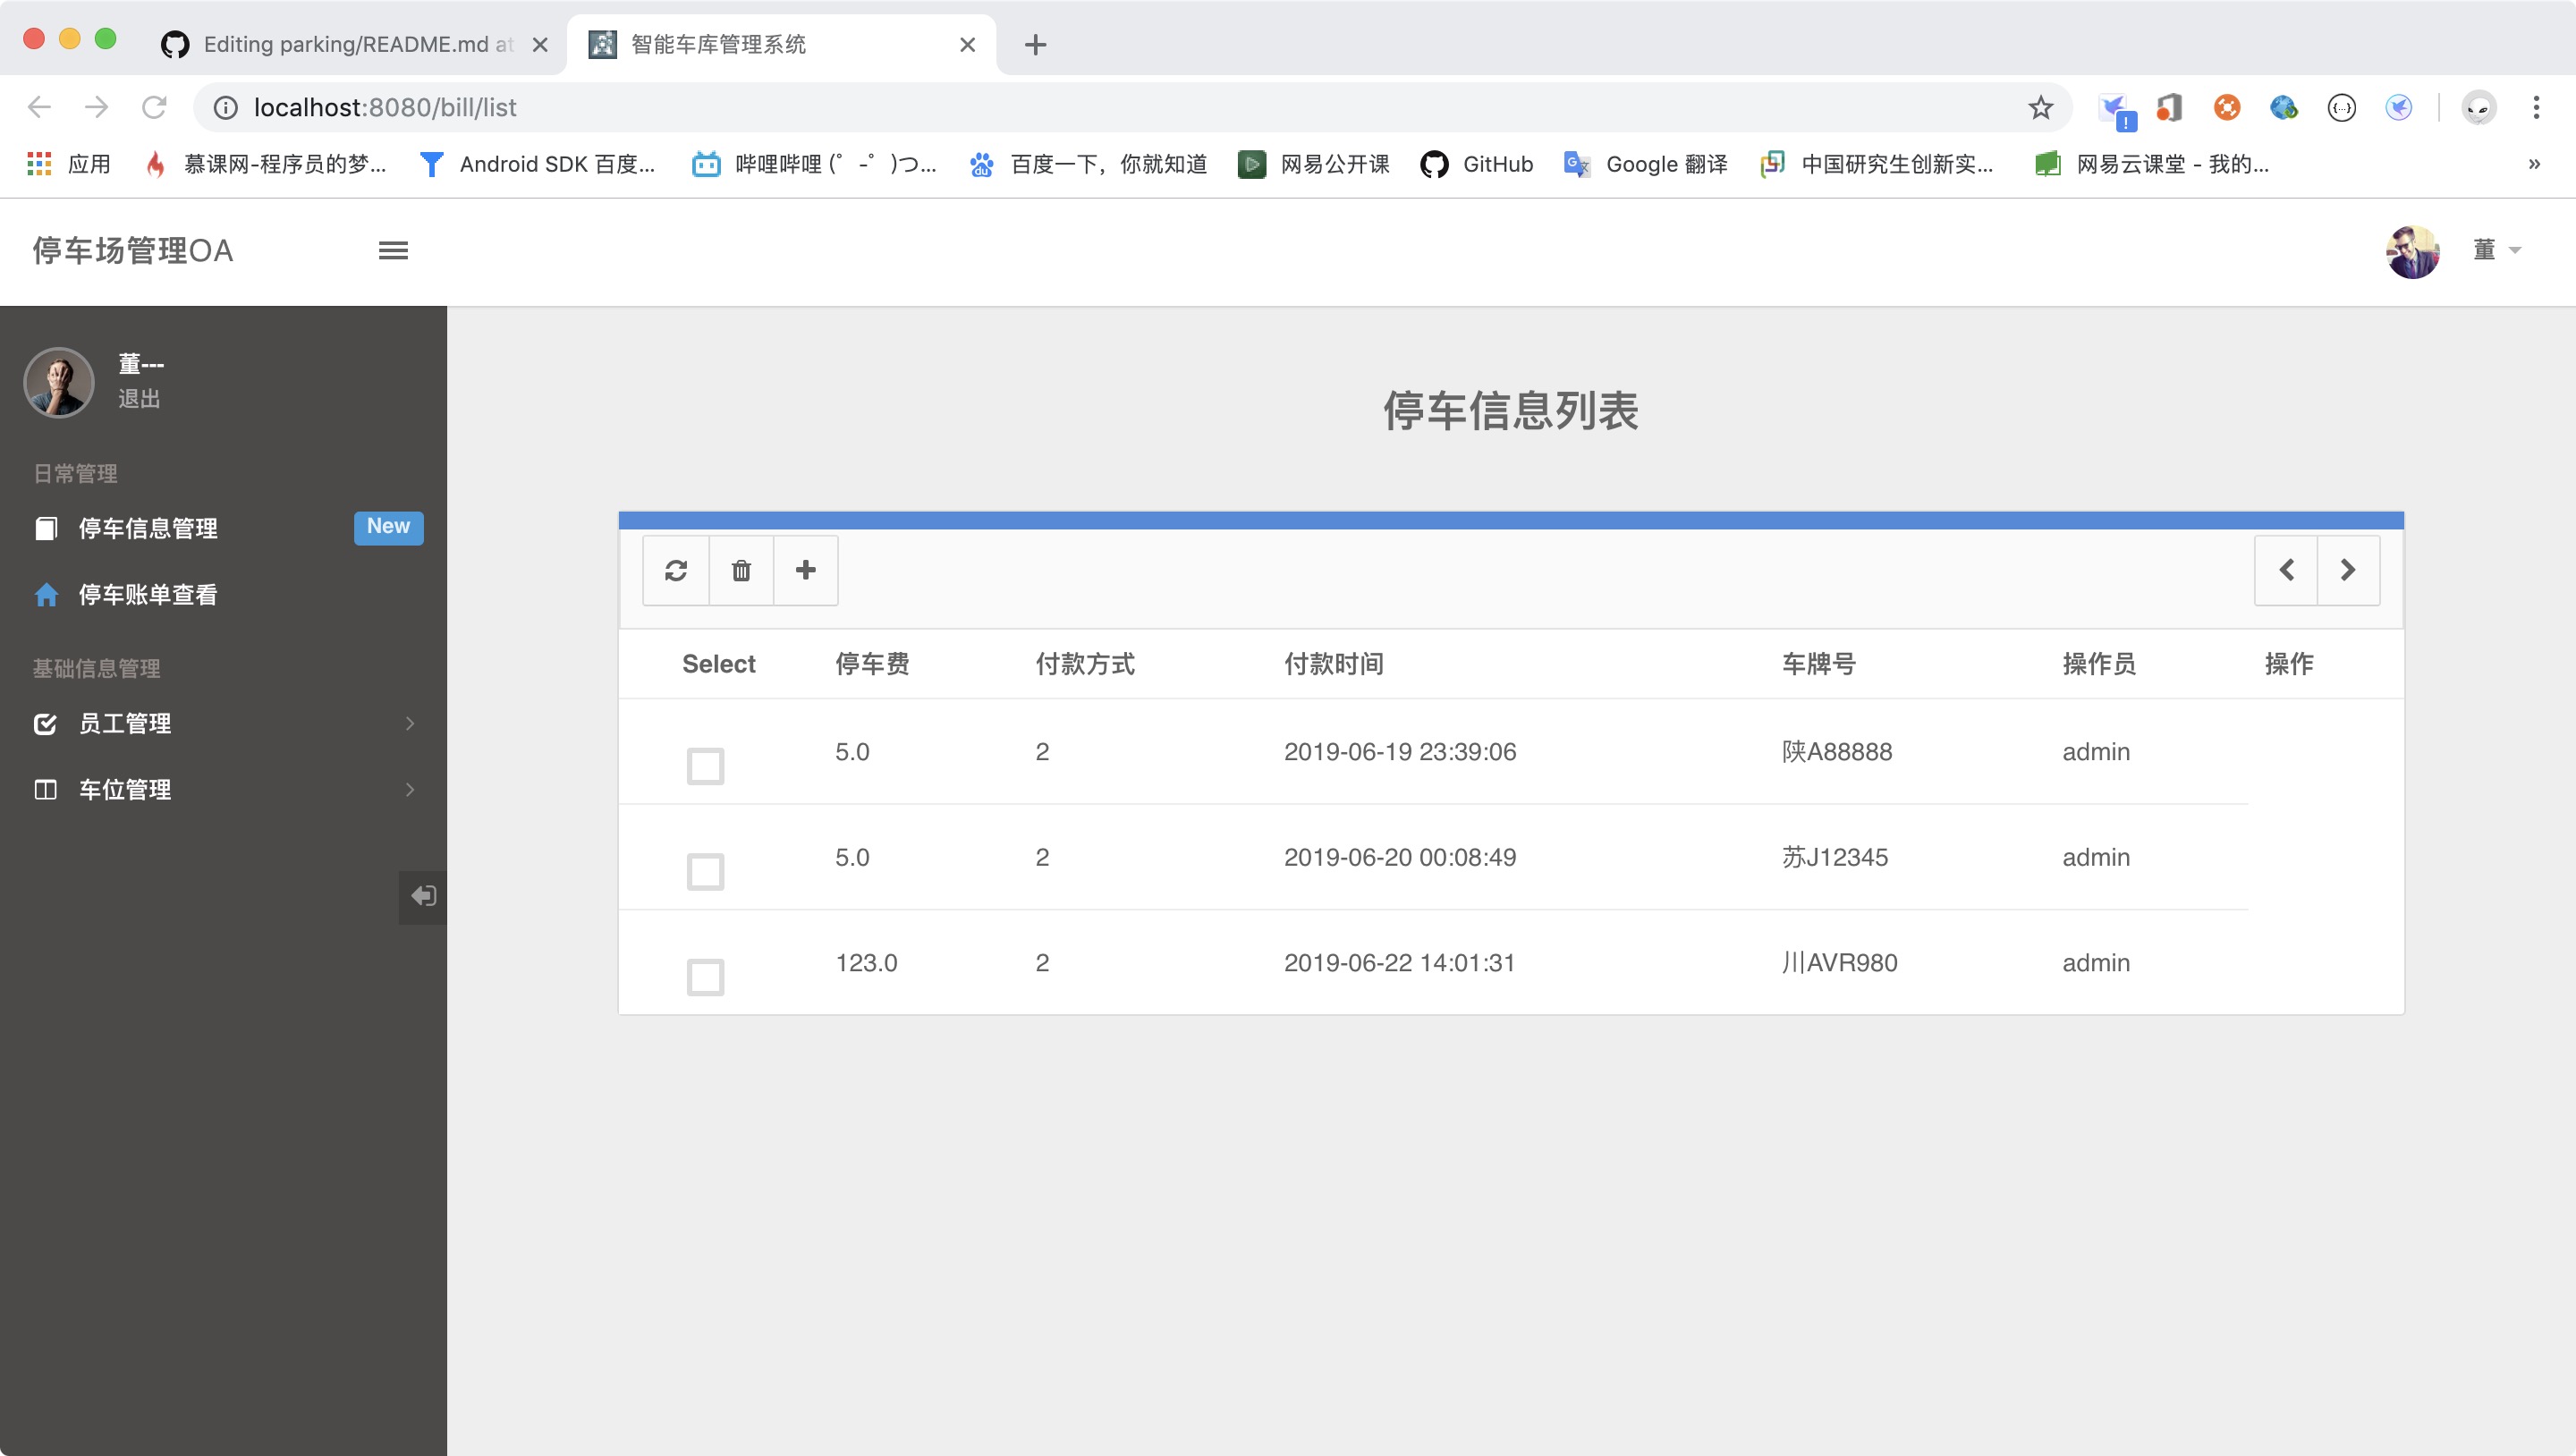 Editing parking/README.md at
智能车库管理系统
localhost:8080/bill/list
应用 慕课网-程序员的梦... Android SDK 百度... 哔哩哔哩 (゜-゜)つ... 百度一下，你就知道 网易公开课 GitHub Google 翻译 中国研究生创新实... 网易云课堂 - 我的... »
停车场管理OA
董
董---
退出
日常管理
停车信息管理 New
停车账单查看
基础信息管理
员工管理
车位管理
停车信息列表
Select 停车费 付款方式 付款时间 车牌号 操作员 操作
5.0 2 2019-06-19 23:39:06 陕A88888 admin
5.0 2 2019-06-20 00:08:49 苏J12345 admin
123.0 2 2019-06-22 14:01:31 川AVR980 admin